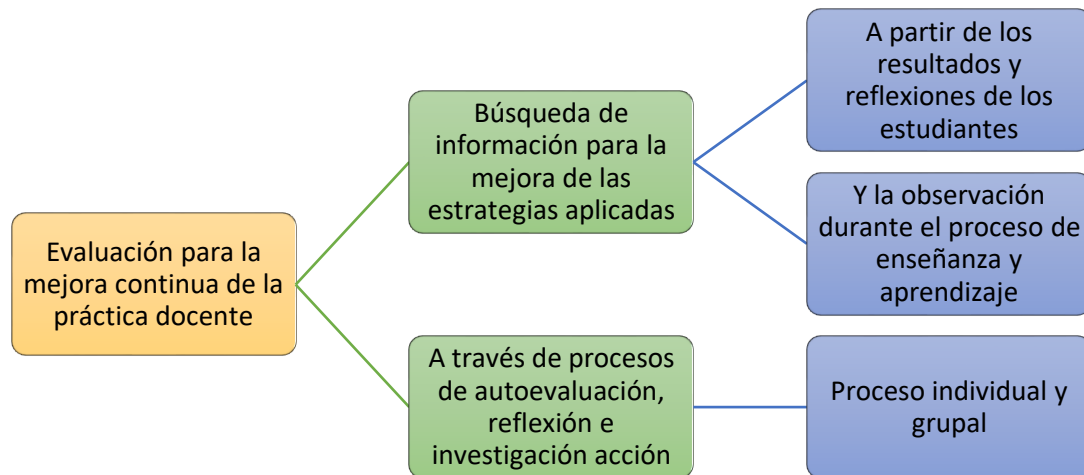 Evaluación para la
mejora continua de la
práctica docente
Búsqueda de
información para la
mejora de las
estrategias aplicadas
A partir de los
resultados y
reflexiones de los
estudiantes
Y la observación
durante el proceso de
enseñanza y
aprendizaje
A través de procesos
de autoevaluación,
reflexión e
investigación acción
Proceso individual y
grupal